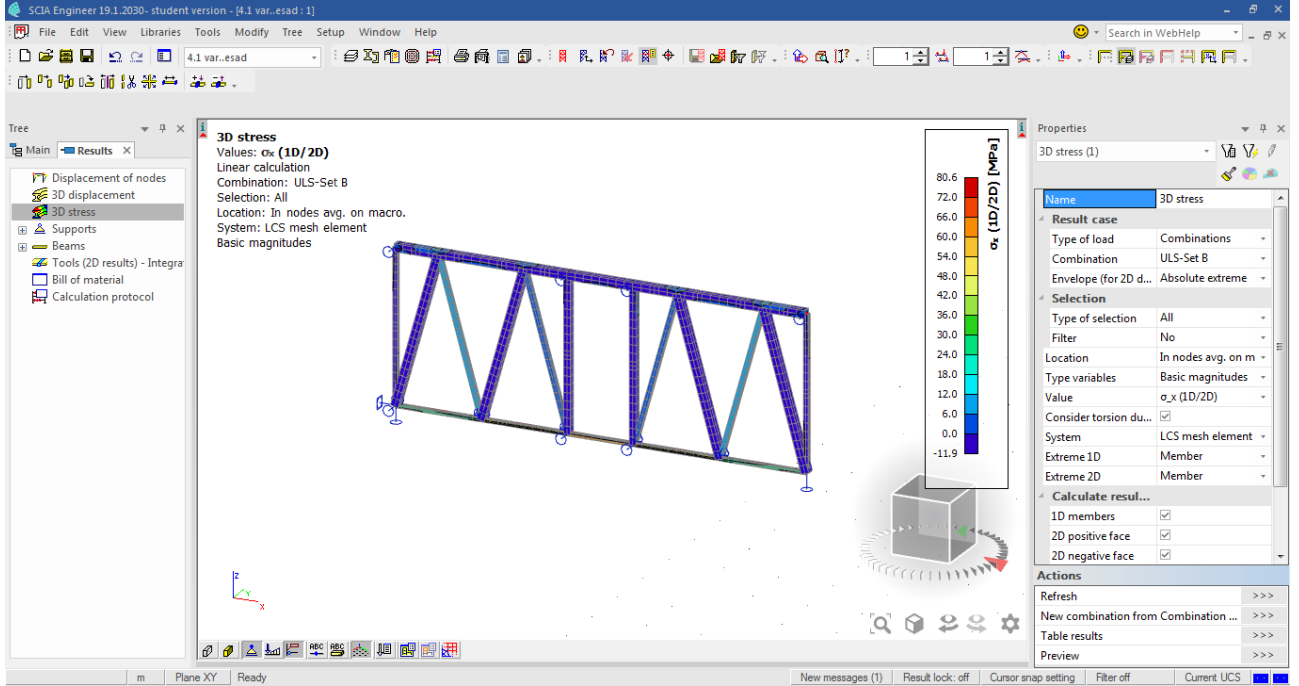 SCIA Engineer 19.1.2030- student version - [4.1 var..esad : 1]
File Edit View Libraries Tools Modify Tree Setup Window Help
Search in WebHelp
4.1 var..esad
1
1
Tree
Main Results
Displacement of nodes
3D displacement
3D stress
Supports
Beams
Tools (2D results) - Integra
Bill of material
Calculation protocol
3D stress
Values: σx (1D/2D)
Linear calculation
Combination: ULS-Set B
Selection: All
Location: In nodes avg. on macro.
System: LCS mesh element
Basic magnitudes
σx (1D/2D) [MPa]
80.6
72.0
66.0
60.0
54.0
48.0
42.0
36.0
30.0
24.0
18.0
12.0
6.0
0.0
-11.9
z
Y
x
ABC
ABC
Properties
3D stress (1)
Name 3D stress
Result case
Type of load Combinations
Combination ULS-Set B
Envelope (for 2D d... Absolute extreme
Selection
Type of selection All
Filter No
Location In nodes avg. on m
Type variables Basic magnitudes
Value σ_x (1D/2D)
Consider torsion du...
System LCS mesh element
Extreme 1D Member
Extreme 2D Member
Calculate resul...
1D members
2D positive face
2D negative face
Actions
Refresh >>>
New combination from Combination ... >>>
Table results >>>
Preview >>>
m Plane XY Ready New messages (1) Result lock: off Cursor snap setting Filter off Current UCS